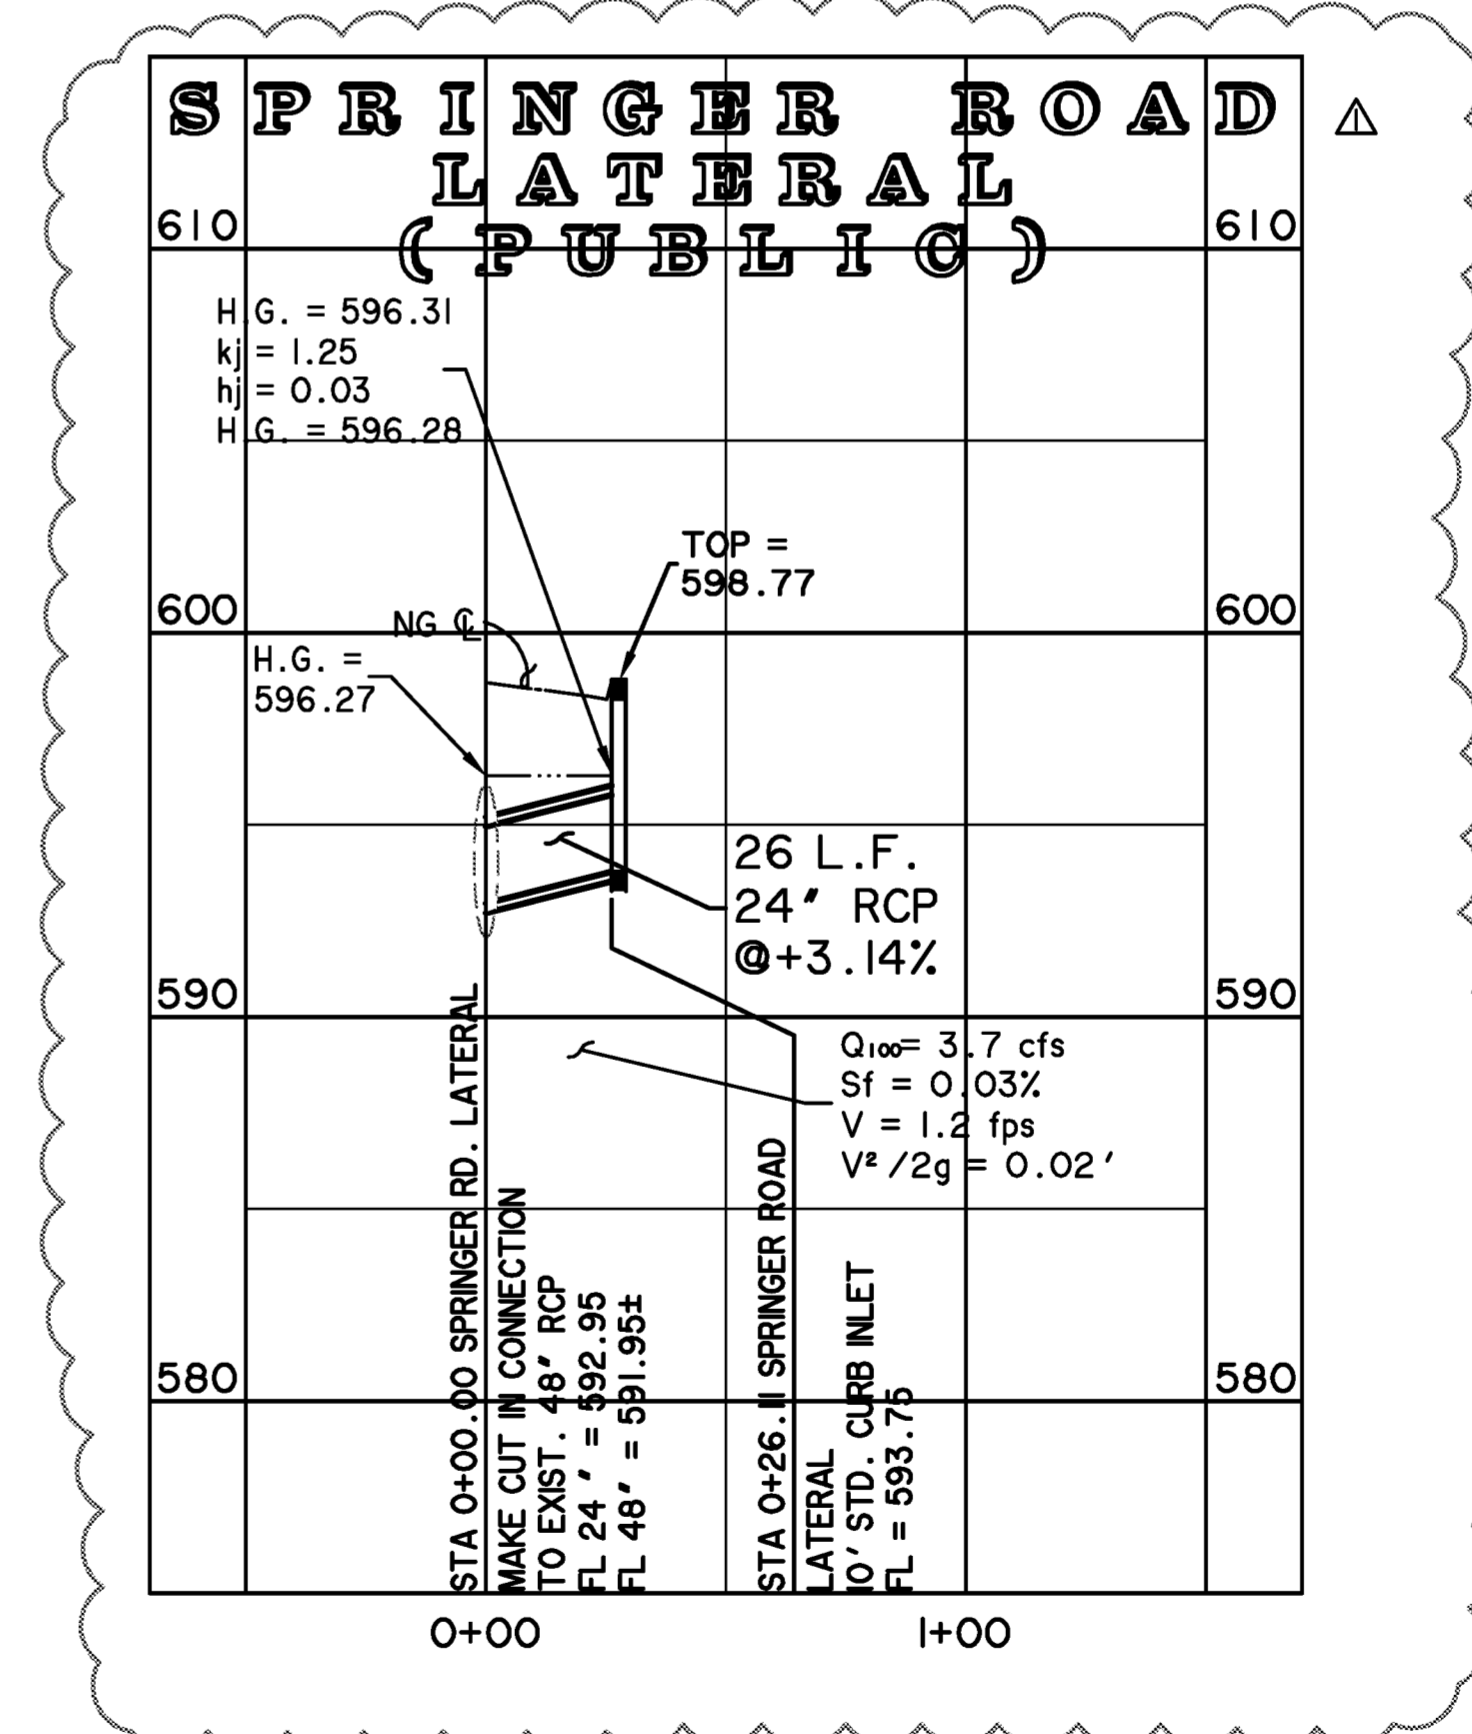 SPRINGER ROAD
LATERAL
(PUBLIC)
1
610
610
H.G. = 596.31
kj = 1.25
hj = 0.03
H.G. = 596.28
TOP =
598.77
600
600
NG ℄
H.G. =
596.27
26 L.F.
24" RCP
@+3.14%
590
590
Q₁₀₀= 3.7 cfs
Sf = 0.03%
V = 1.2 fps
V²/2g = 0.02'
STA 0+00.00 SPRINGER RD. LATERAL
MAKE CUT IN CONNECTION
TO EXIST. 48" RCP
FL 24" = 592.95
FL 48" = 591.95±
STA 0+26.11 SPRINGER ROAD
LATERAL
10' STD. CURB INLET
FL = 593.75
580
580
0+00
1+00